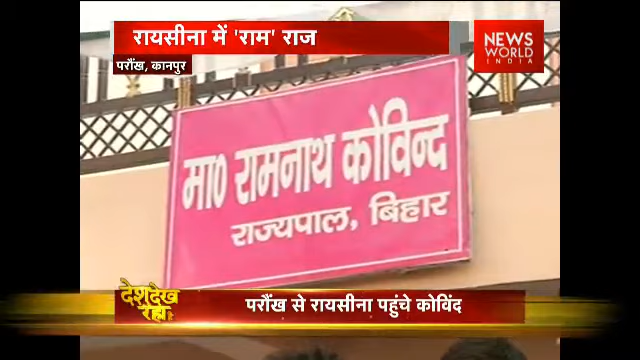 रायसीना में 'राम' राज
परौंख, कानपुर
NEWS
WORLD
INDIA
मा0 रामनाथ कोविन्द
राज्यपाल, बिहार
देश देख
रहा
परौंख से रायसीना पहुंचे कोविंद